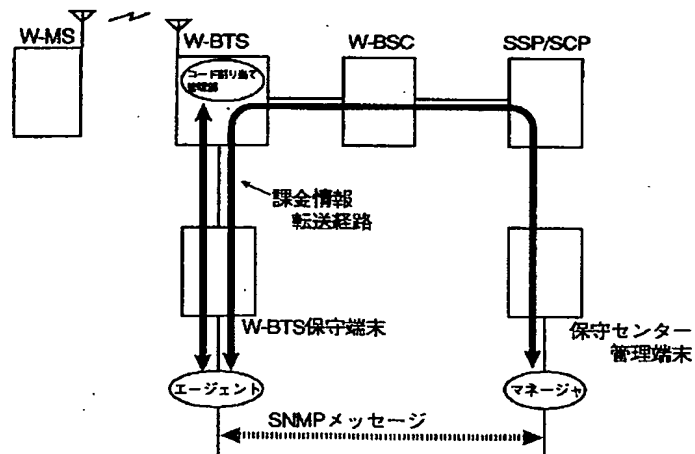 W-MS
W-BTS
W-BSC
SSP/SCP
コード割り当て
管理部
課金情報
転送経路
W-BTS保守端末
保守センター
管理端末
エージェント
マネージャ
SNMPメッセージ